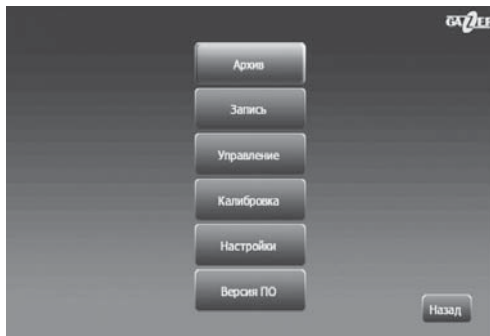 GAZER
Архив
Запись
Управление
Калибровка
Настройки
Версия ПО
Назад